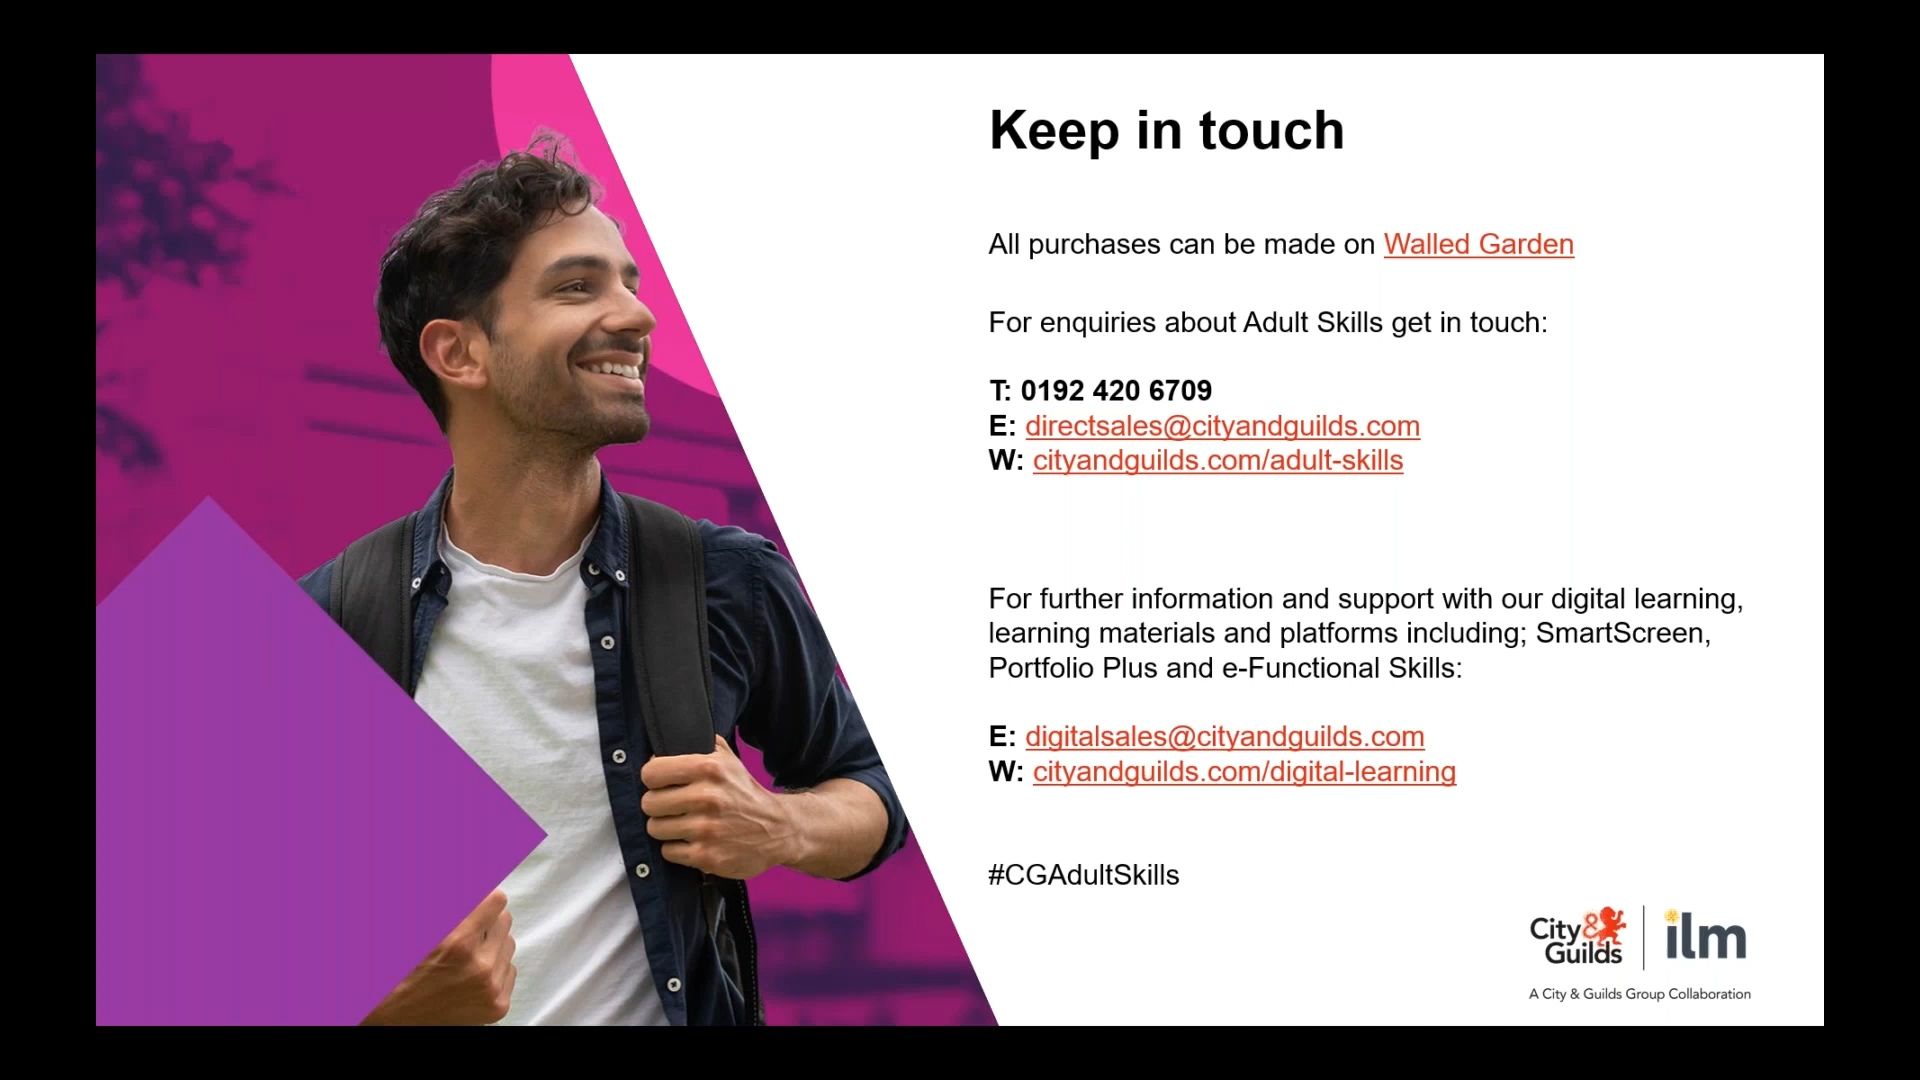 Keep in touch
All purchases can be made on Walled Garden
For enquiries about Adult Skills get in touch:
T: 0192 420 6709
E: directsales@cityandguilds.com
W: cityandguilds.com/adult-skills
For further information and support with our digital learning,
learning materials and platforms including; SmartScreen,
Portfolio Plus and e-Functional Skills:
E: digitalsales@cityandguilds.com
W: cityandguilds.com/digital-learning
#CGAdultSkills
City &
Guilds
ilm
A City & Guilds Group Collaboration